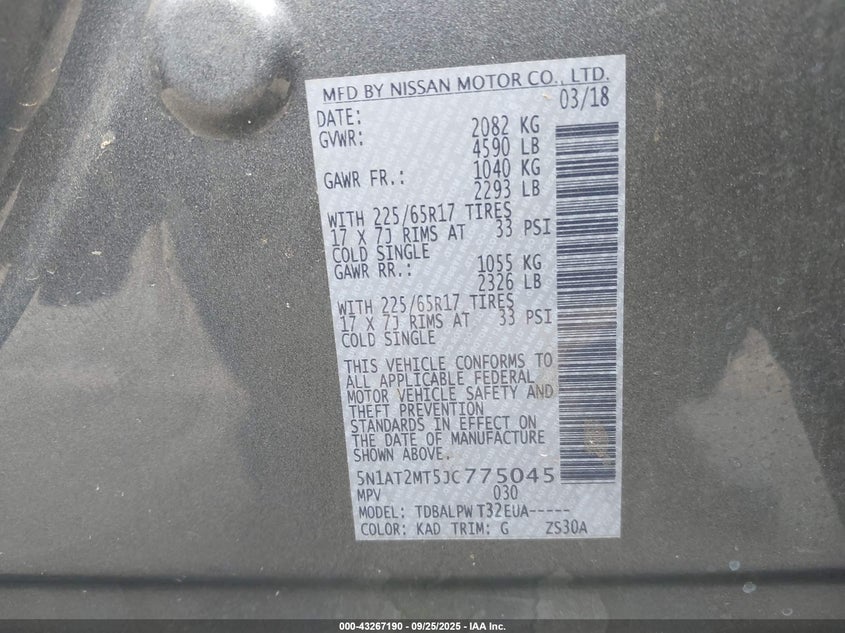 MFD BY NISSAN MOTOR CO., LTD.
DATE: 03/18
GVWR: 2082 KG
4590 LB
GAWR FR.: 1040 KG
2293 LB
WITH 225/65R17 TIRES
17 X 7J RIMS AT 33 PSI
COLD SINGLE
GAWR RR.: 1055 KG
2326 LB
WITH 225/65R17 TIRES
17 X 7J RIMS AT 33 PSI
COLD SINGLE
THIS VEHICLE CONFORMS TO
ALL APPLICABLE FEDERAL
MOTOR VEHICLE SAFETY AND
THEFT PREVENTION
STANDARDS IN EFFECT ON
THE DATE OF MANUFACTURE
SHOWN ABOVE.
5N1AT2MT5JC775045
MPV 030
MODEL: TDBALPW T32EUA-----
COLOR: KAD TRIM: G ZS30A
000-43267190 - 09/25/2025 - IAA Inc.